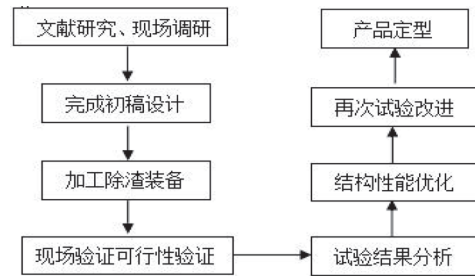 文献研究、现场调研
完成初稿设计
加工除渣装备
现场验证可行性验证
试验结果分析
结构性能优化
再次试验改进
产品定型